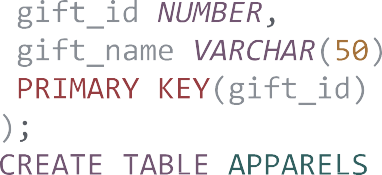 gift_id NUMBER,
gift_name VARCHAR(50)
PRIMARY KEY(gift_id)
);
CREATE TABLE APPARELS